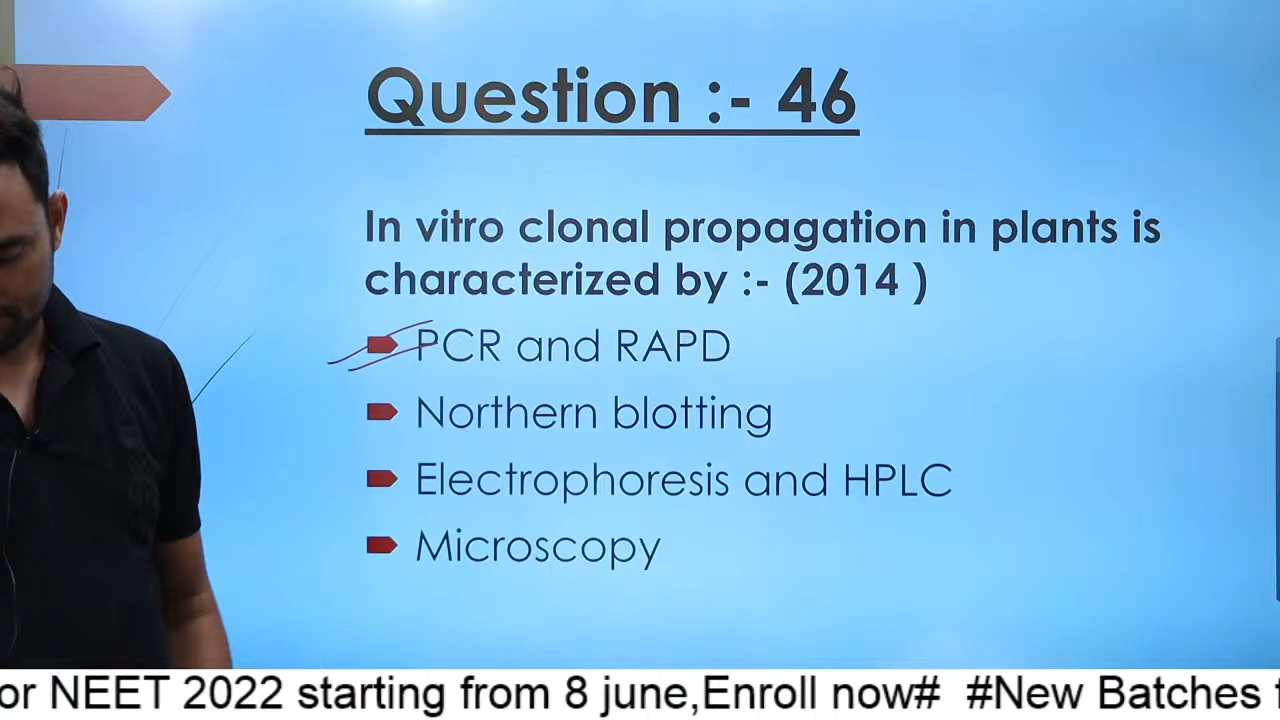 Question :- 46
In vitro clonal propagation in plants is
characterized by :- (2014 )
PCR and RAPD
Northern blotting
Electrophoresis and HPLC
Microscopy
or NEET 2022 starting from 8 june,Enroll now# #New Batches f